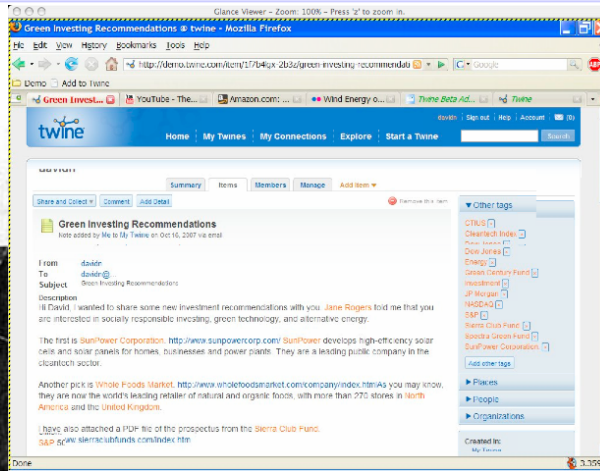 Glance Viewer - Zoom: 100% - Press 'z' to zoom in.
Green Investing Recommendations @ twine - Mozilla Firefox
File Edit View History Bookmarks Tools Help
http://demo.twine.com/item/1f7b4gx-2b3z/green-investing-recommendati
Google
ABP
Demo Add to Twine
Green Invest...
YouTube - The...
Amazon.com: ...
Wind Energy o...
Twine Beta Ad...
Twine
davidn Sign out Help Account (0)
twine
Home My Twines My Connections Explore Start a Twine
Search
Summary Items Members Manage Add item
Share and Collect Comment Add Detail
Remove this item
Green Investing Recommendations
Note added by Me to My Twine on Oct 16, 2007 via email
From davidn
To davidn@...
Subject Green Investing Recommendations
Description
Hi David, I wanted to share some new investment recommendations with you. Jane Rogers told me that you
are interested in socially responsible investing, green technology, and alternative energy.
The first is SunPower Corporation, http://www.sunpowercorp.com/ SunPower develops high-efficiency solar
cells and solar panels for homes, businesses and power plants. They are a leading public company in the
cleantech sector.
Another pick is Whole Foods Market, http://www.wholefoodsmarket.com/company/index.htmlAs you may know,
they are now the world's leading retailer of natural and organic foods, with more than 270 stores in North
America and the United Kingdom.
I have also attached a PDF file of the prospectus from the Sierra Club Fund.
S&P 50
ww.sierraclubfunds.com/index.htm
Other tags
CTIUS
Cleantech Index
Dow Jones
Energy
Green Century Fund
Investment
JP Morgan
NASDAQ
S&P
Sierra Club Fund
Spectra Green Fund
SunPower Corporation
Add other tags
Places
People
Organizations
Created in:
My Twine
Done
3.359